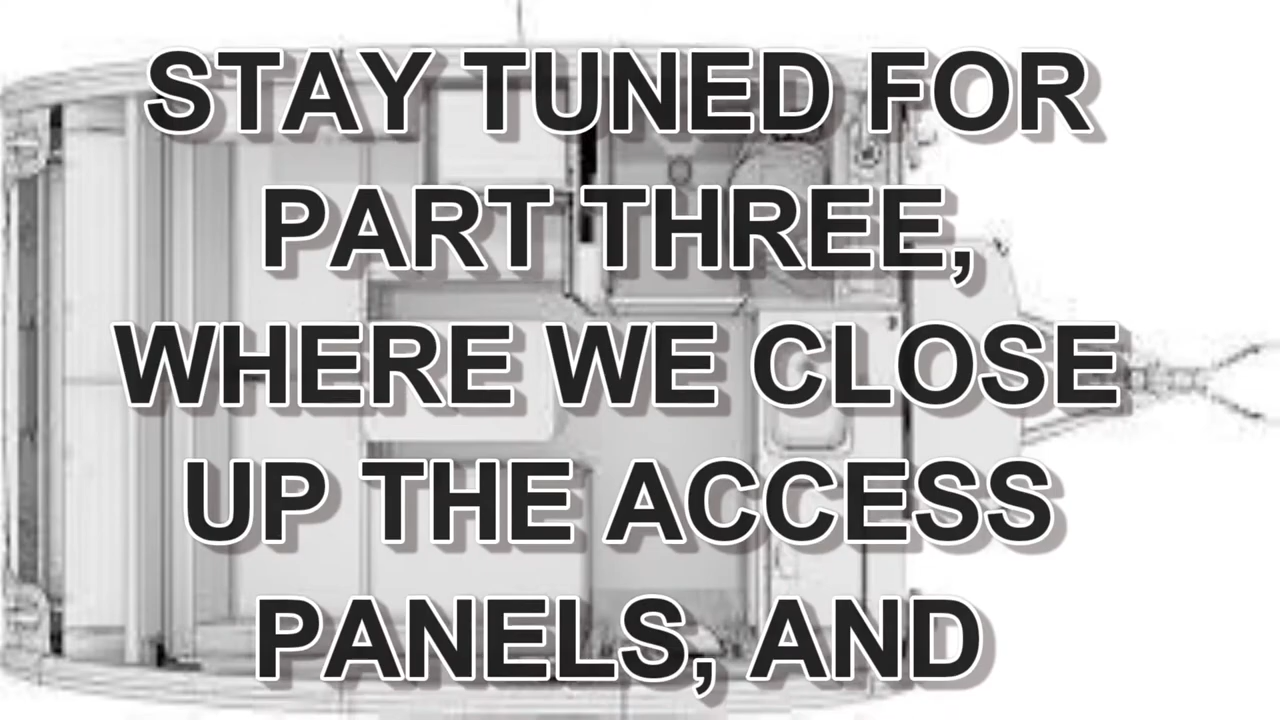 STAY TUNED FOR
PART THREE,
WHERE WE CLOSE
UP THE ACCESS
PANELS, AND